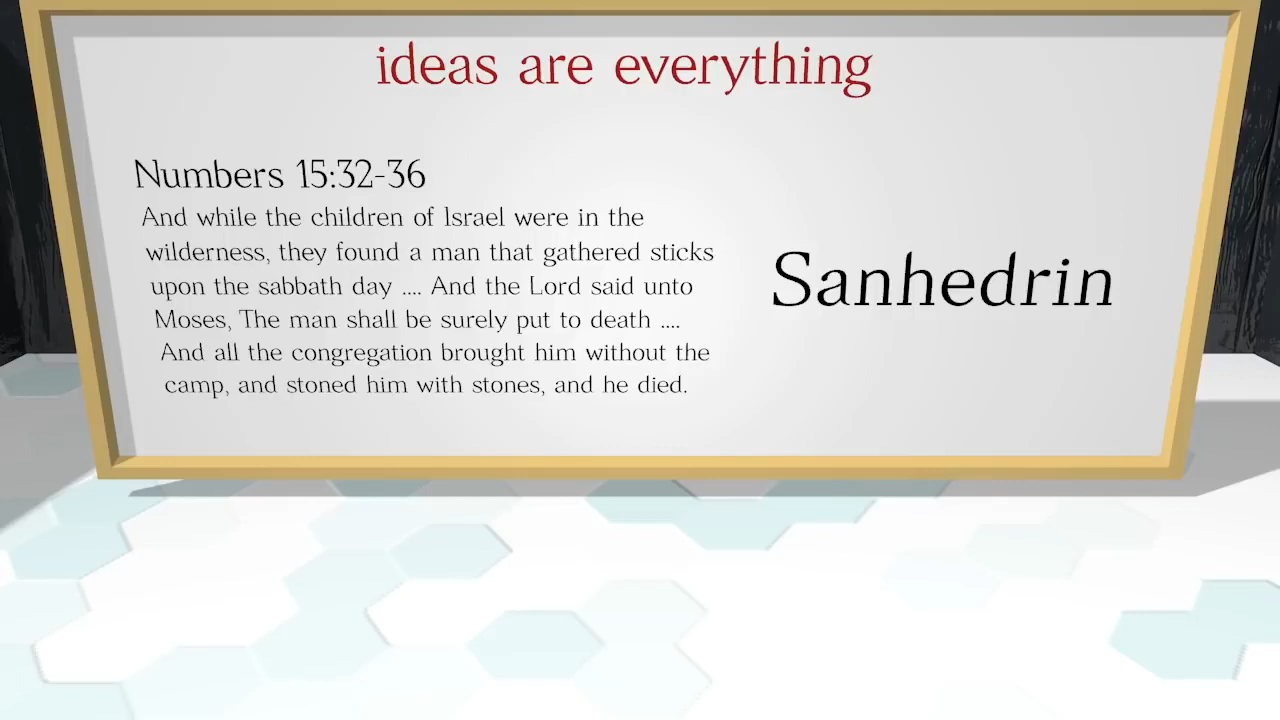 ideas are everything
Numbers 15:32-36
And while the children of Israel were in the
wilderness, they found a man that gathered sticks
upon the sabbath day .... And the Lord said unto
Moses, The man shall be surely put to death ....
And all the congregation brought him without the
camp, and stoned him with stones, and he died.
Sanhedrin